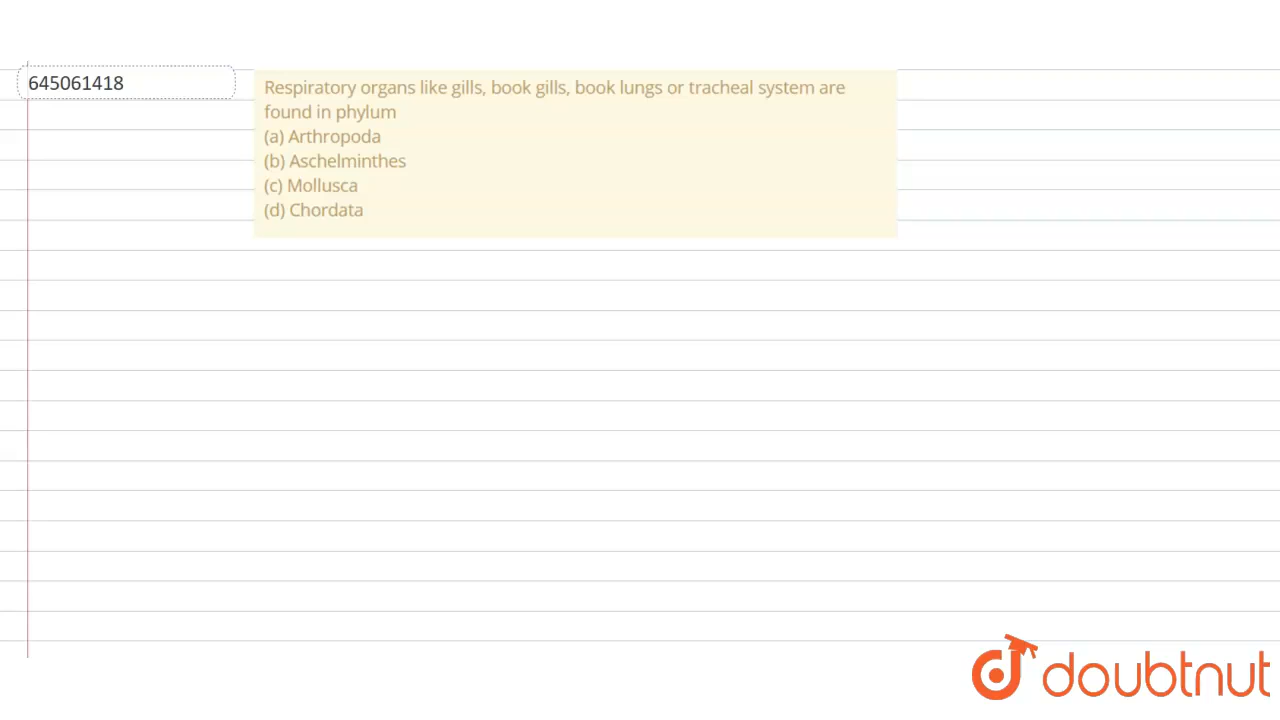 645061418
Respiratory organs like gills, book gills, book lungs or tracheal system are
found in phylum
(a) Arthropoda
(b) Aschelminthes
(c) Mollusca
(d) Chordata
doubtnut